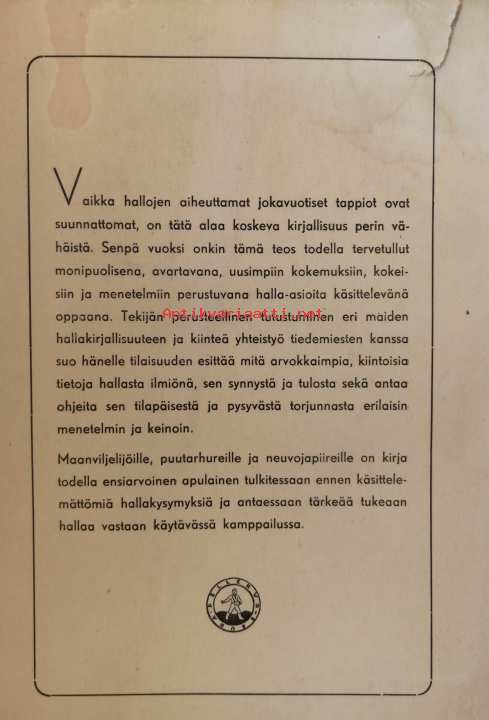 Vaikka hallojen aiheuttamat jokavuotiset tappiot ovat
suunnattomat, on tätä alaa koskeva kirjallisuus perin vä-
häistä. Senpä vuoksi onkin tämä teos todella tervetullut
monipuolisena, avartavana, uusimpiin kokemuksiin, kokei-
siin ja menetelmiin perustuvana halla-asioita käsittelevänä
oppaana. Tekijän perusteellinen tutustuminen eri maiden
Antikvariaatti.net
hallakirjallisuuteen ja kiinteä yhteistyö tiedemiesten kanssa
suo hänelle tilaisuuden esittää mitä arvokkaimpia, kiintoisia
tietoja hallasta ilmiönä, sen synnystä ja tulosta sekä antaa
ohjeita sen tilapäisestä ja pysyvästä torjunnasta erilaisin
menetelmin ja keinoin.
Maanviljelijöille, puutarhureille ja neuvojapiireille on kirja
todella ensiarvoinen apulainen tulkitessaan ennen käsittele-
mättömiä hallakysymyksiä ja antaessaan tärkeää tukeaan
hallaa vastaan käytävässä kamppailussa.
PELLERVO-SEURA